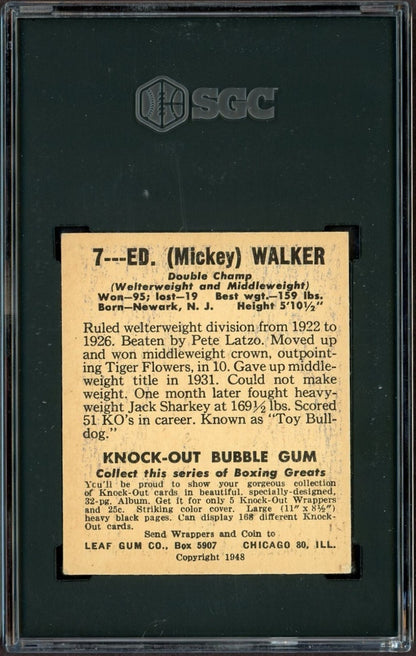 SGC
7---ED. (Mickey) WALKER
Double Champ
(Welterweight and Middleweight)
Won—95; lost—19 Best wgt.—159 lbs.
Born—Newark, N. J. Height 5'10½"
Ruled welterweight division from 1922 to
1926. Beaten by Pete Latzo. Moved up
and won middleweight crown, outpoint-
ing Tiger Flowers, in 10. Gave up middle-
weight title in 1931. Could not make
weight. One month later fought heavy-
weight Jack Sharkey at 169½ lbs. Scored
51 KO's in career. Known as "Toy Bull-
dog."
KNOCK-OUT BUBBLE GUM
Collect this series of Boxing Greats
You'll be proud to show your gorgeous collection
of Knock-Out cards in beautiful. specially-designed,
32-pg. Album. Get it for only 5 Knock-Out Wrappers
and 25c. Striking color cover. Large (11" x 8½")
heavy black pages. Can display 168 different Knock-
Out cards.
Send Wrappers and Coin to
LEAF GUM CO., Box 5907 CHICAGO 80, ILL.
Copyright 1948